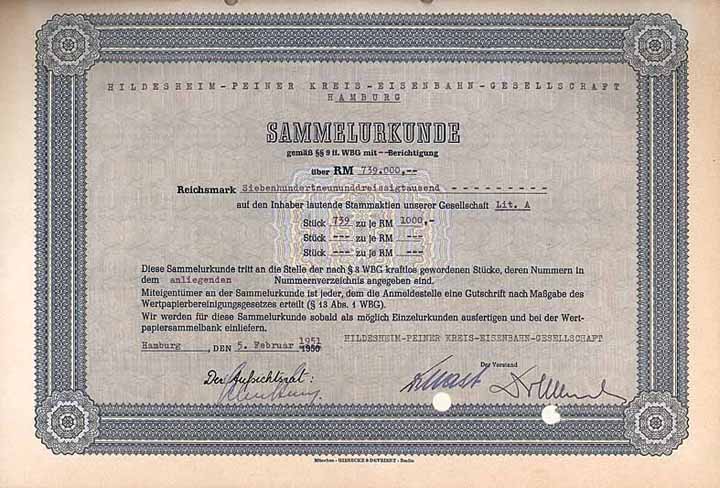 HILDESHEIM-PEINER KREIS-EISENBAHN-GESELLSCHAFT
HAMBURG
SAMMELURKUNDE
gemäß §§ 9 ff. WBG mit -- Berichtigung
über RM 739.000,--
Reichsmark Siebenhundertneununddreissigtausend - - - - - - - - -
auf den Inhaber lautende Stammaktien unserer Gesellschaft Lit. A
Stück 739 zu je RM 1000,-
Stück --- zu je RM ---
Stück --- zu je RM ---
Diese Sammelurkunde tritt an die Stelle der nach § 3 WBG kraftlos gewordenen Stücke, deren Nummern in
dem anliegenden Nummernverzeichnis angegeben sind.
Miteigentümer an der Sammelurkunde ist jeder, dem die Anmeldestelle eine Gutschrift nach Maßgabe des
Wertpapierbereinigungsgesetzes erteilt (§ 13 Abs. 1 WBG).
Wir werden für diese Sammelurkunde sobald als möglich Einzelurkunden ausfertigen und bei der Wert-
papiersammelbank einliefern.
Hamburg, DEN 5. Februar 1951
1950
HILDESHEIM-PEINER KREIS-EISENBAHN-GESELLSCHAFT
Der Aufsichtsrat:
Der Vorstand
München - GIESECKE & DEVRIENT - Berlin